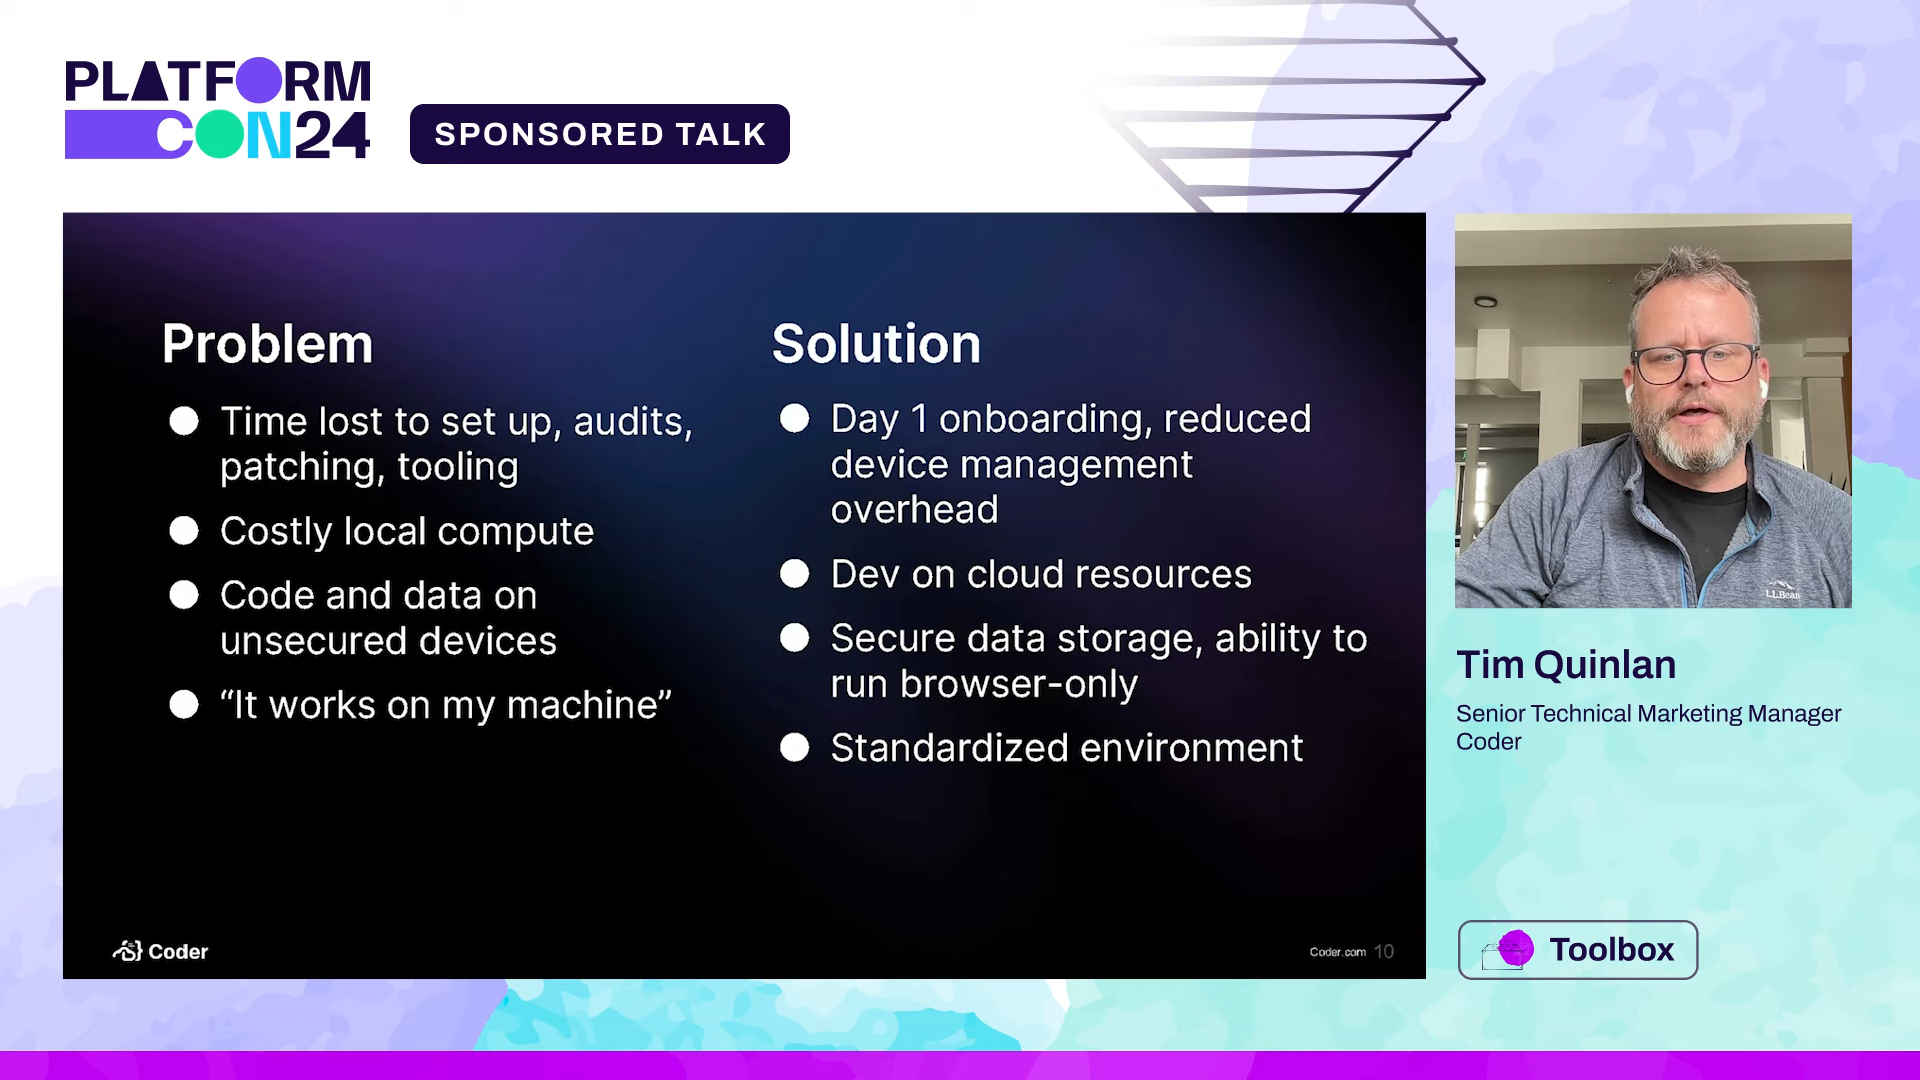 PLATFORM
CON24
SPONSORED TALK
Problem
Time lost to set up, audits,
patching, tooling
Costly local compute
Code and data on
unsecured devices
“It works on my machine”
Solution
Day 1 onboarding, reduced
device management
overhead
Dev on cloud resources
Secure data storage, ability to
run browser-only
Standardized environment
Coder
Coder.com 10
L.L.Bean
Tim Quinlan
Senior Technical Marketing Manager
Coder
Toolbox